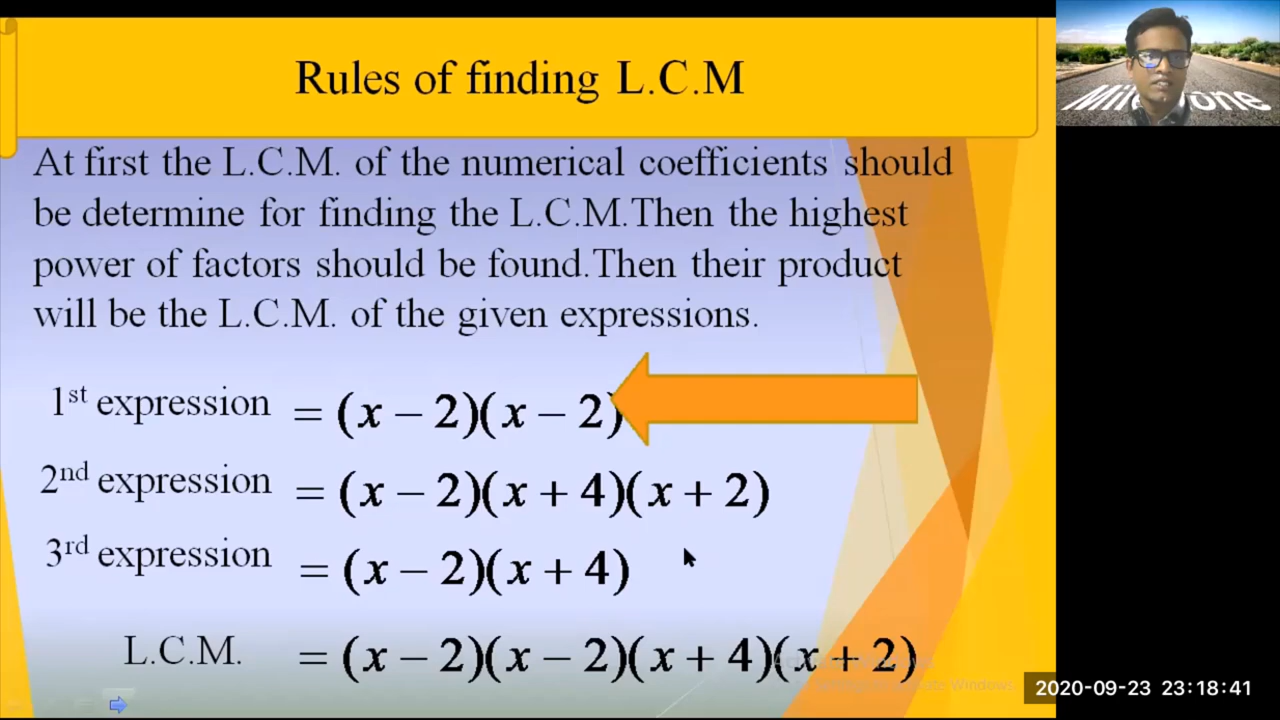 Rules of finding L.C.M
At first the L.C.M. of the numerical coefficients should
be determine for finding the L.C.M.Then the highest
power of factors should be found.Then their product
will be the L.C.M. of the given expressions.
1st expression = (x – 2)(x – 2)
2nd expression = (x – 2)(x + 4)(x + 2)
3rd expression = (x – 2)(x + 4)
L.C.M. = (x – 2)(x – 2)(x + 4)(x + 2)
2020-09-23 23:18:41